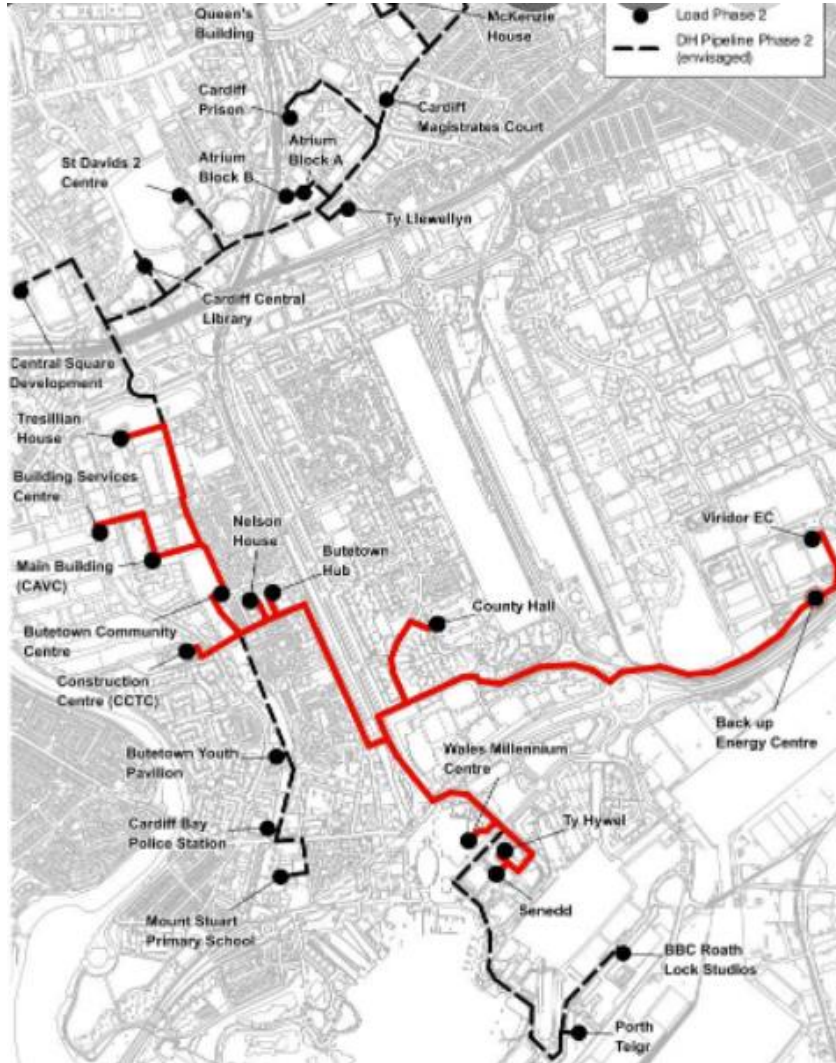 Queen's
Building
McKenzie
House
Load Phase 2
DH Pipeline Phase 2
(envisaged)
Cardiff
Prison
Cardiff
Magistrates Court
Atrium
Block A
Atrium
Block B
St Davids 2
Centre
Ty Llewellyn
Cardiff Central
Library
Central Square
Development
Tresillian
House
Building Services
Centre
Nelson
House
Butetown
Hub
Viridor EC
Main Building
(CAVC)
County Hall
Butetown Community
Centre
Construction
Centre (CCTC)
Back up
Energy Centre
Wales Millennium
Centre
Butetown Youth
Pavilion
Cardiff Bay
Police Station
Ty Hywel
Senedd
Mount Stuart
Primary School
BBC Roath
Lock Studios
Porth
Teigr